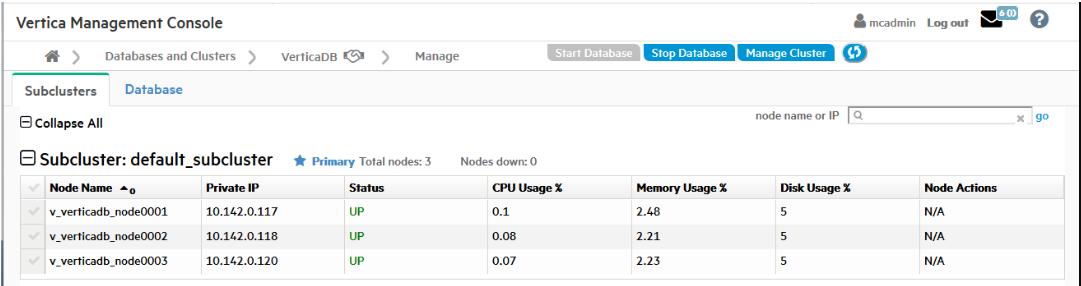 Vertica Management Console
mcadmin Log out 6 (1) ?
Databases and Clusters VerticaDB Manage Start Database Stop Database Manage Cluster
Subclusters Database
Collapse All node name or IP go
Subcluster: default_subcluster Primary Total nodes: 3 Nodes down: 0
Node Name 0 Private IP Status CPU Usage % Memory Usage % Disk Usage % Node Actions
v_verticadb_node0001 10.142.0.117 UP 0.1 2.48 5 N/A
v_verticadb_node0002 10.142.0.118 UP 0.08 2.21 5 N/A
v_verticadb_node0003 10.142.0.120 UP 0.07 2.23 5 N/A